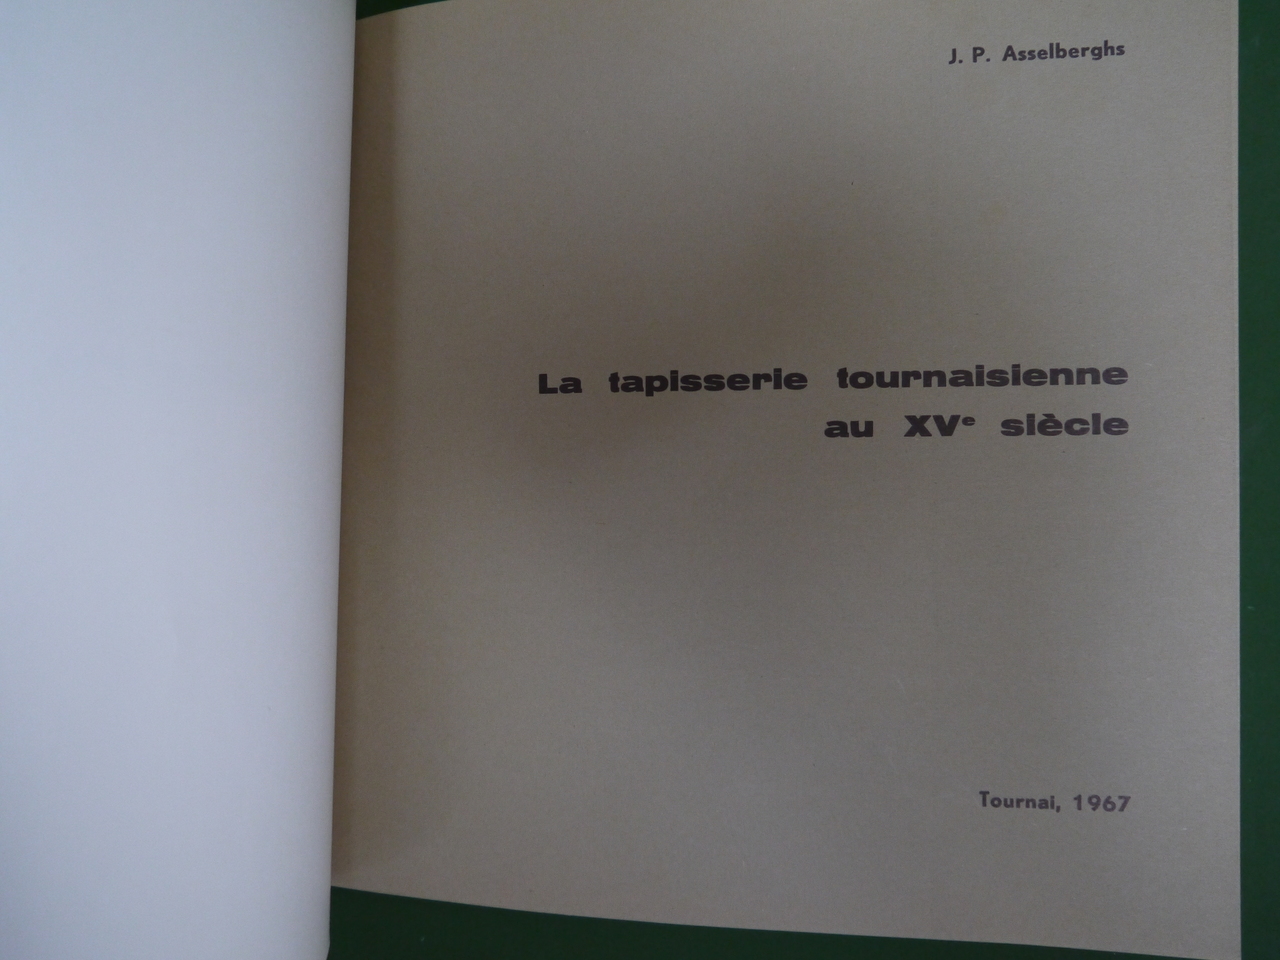 J. P. Asselberghs
La tapisserie tournaisienne
au XVe siècle
Tournai, 1967